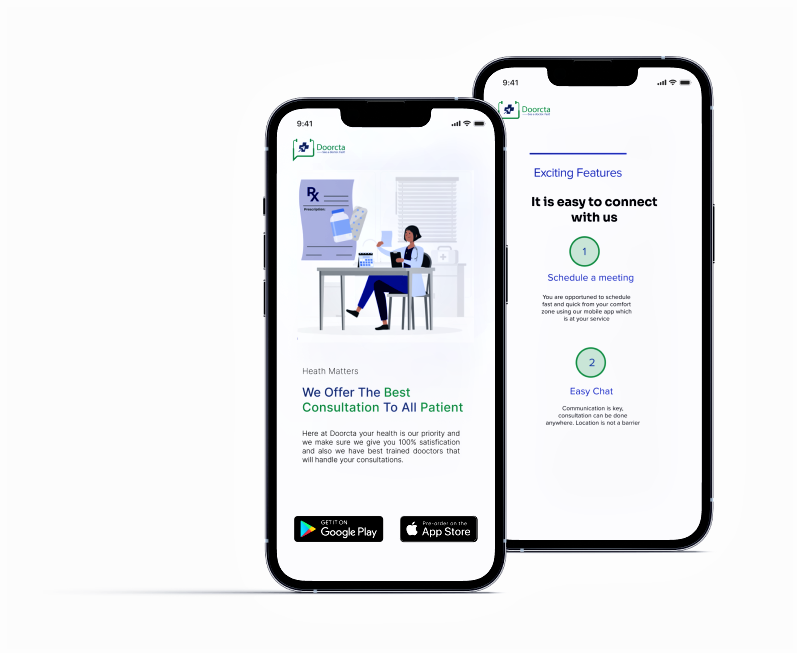 9:41
Doorcta
Rx
Prescription
Heath Matters
We Offer The Best
Consultation To All Patient
Here at Doorcta your health is our priority and
we make sure we give you 100% satisfication
and also we have best trained dooctors that
will handle your consultations.
GET IT ON
Google Play
Pre-order on the
App Store
9:41
Doorcta
Exciting Features
It is easy to connect
with us
1
Schedule a meeting
You are opportuned to schedule
fast and quick from your comfort
zone using our mobile app which
is at your service
2
Easy Chat
Communication is key,
consultation can be done
anywhere. Location is not a barrier